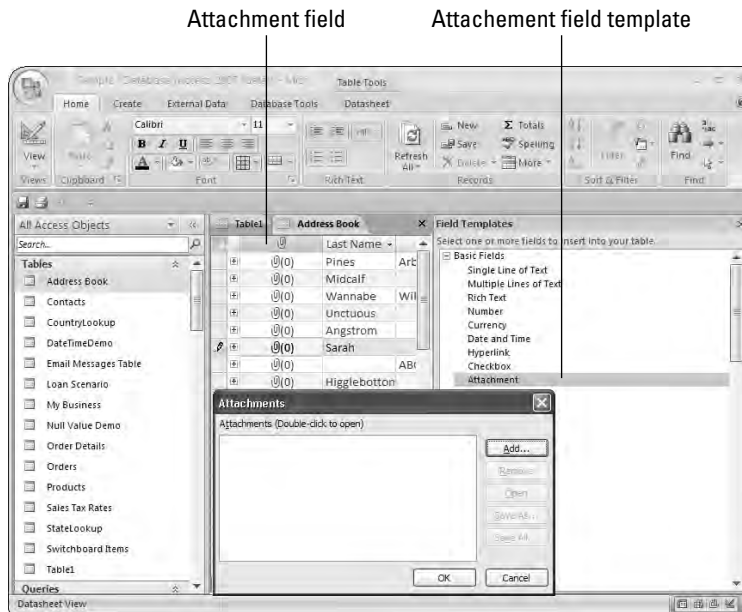 Attachment field
Attachement field template
Table Tools
Home Create External Data Database Tools Datasheet
Calibri 11
B I U
View
Views
Clipboard
Font
Rich Text
Refresh All
New
Save
Delete
Σ Totals
Spelling
More
Records
Filter
Sort & Filter
Find
Find
All Access Objects
Search...
Tables
Address Book
Contacts
CountryLookup
DateTimeDemo
Email Messages Table
Loan Scenario
My Business
Null Value Demo
Order Details
Orders
Products
Sales Tax Rates
StateLookup
Switchboard Items
Table1
Queries
Table1 Address Book
Last Name
(0) Pines Art
(0) Midcalf
(0) Wannabe Wil
(0) Unctuous
(0) Angstrom
(0) Sarah
(0) AB
(0) Higglebotton
Field Templates
Select one or more fields to insert into your table.
Basic Fields
Single Line of Text
Multiple Lines of Text
Rich Text
Number
Currency
Date and Time
Hyperlink
Checkbox
Attachment
Attachments
Attachments (Double-click to open)
Add...
Remove
Open
Save As...
Save All...
OK Cancel
Datasheet View